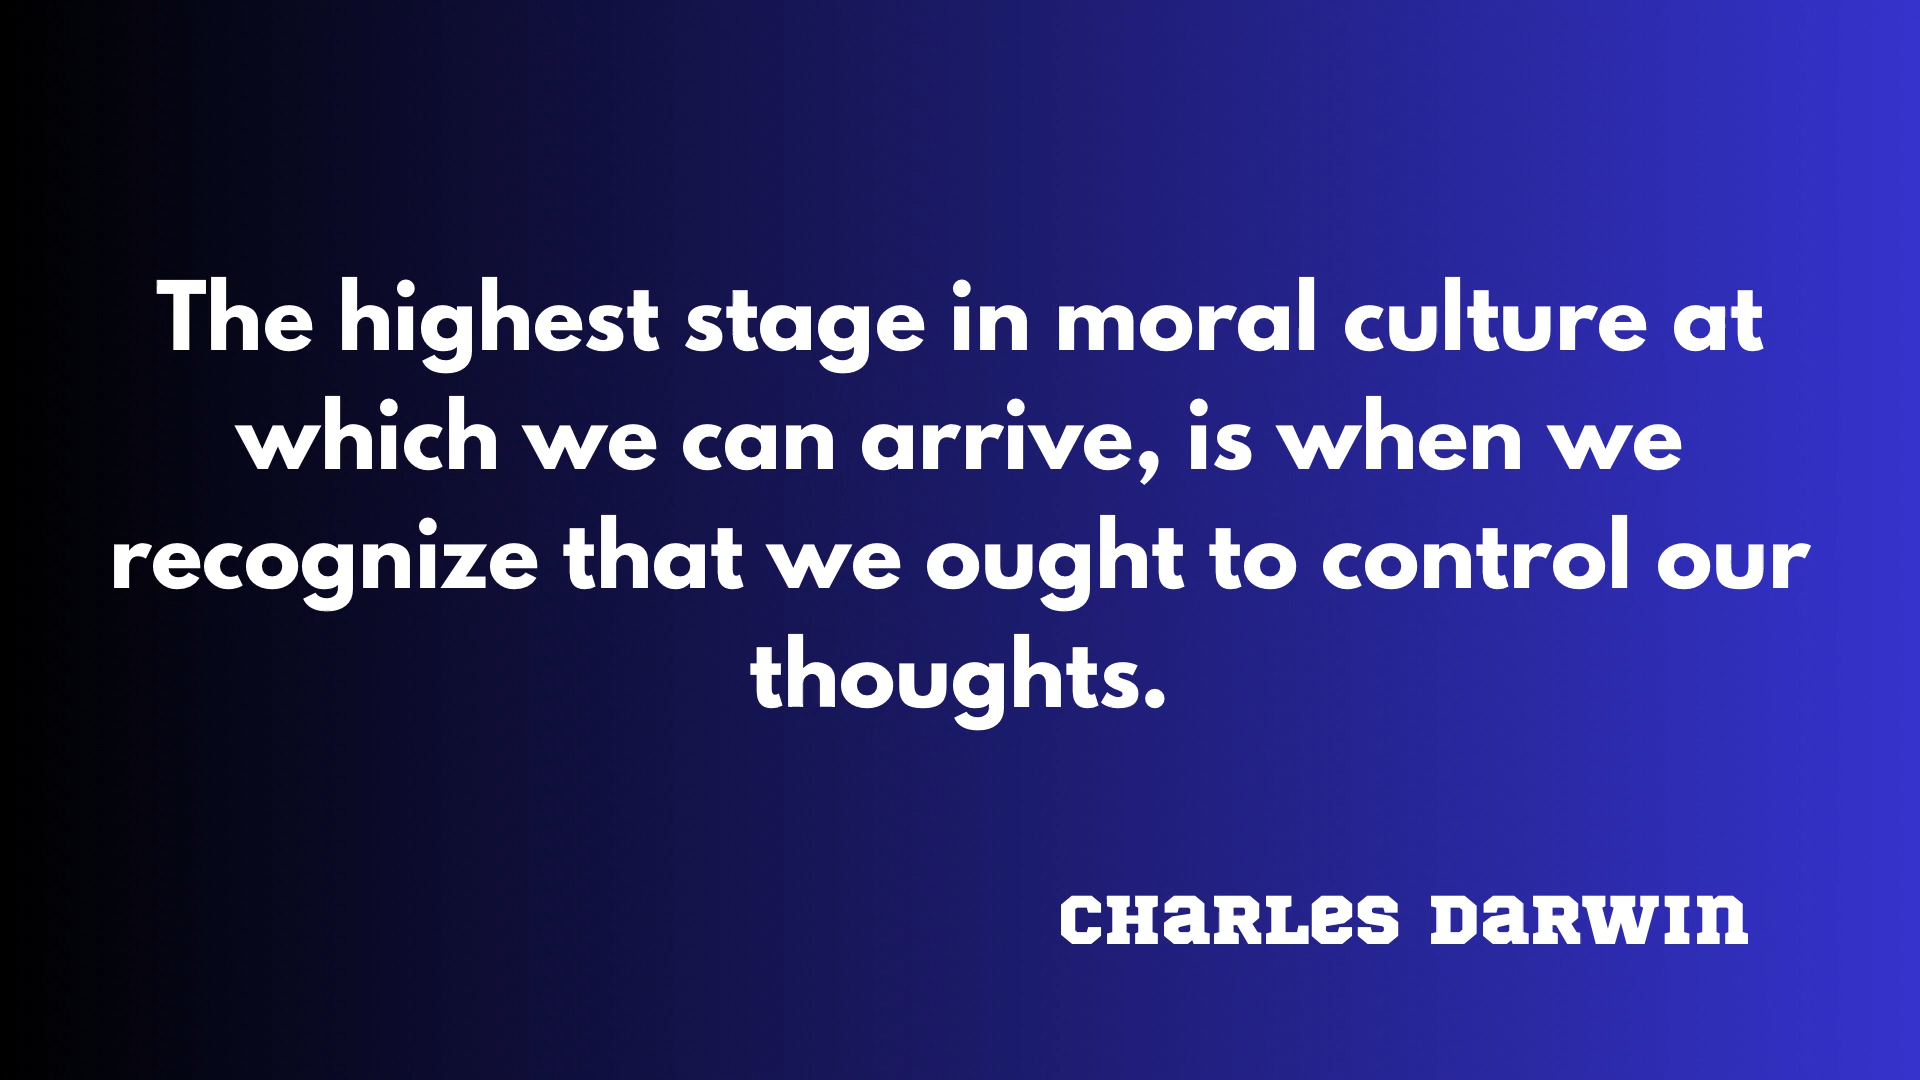 The highest stage in moral culture at
which we can arrive, is when we
recognize that we ought to control our
thoughts.
CHaRLes DaRWIn